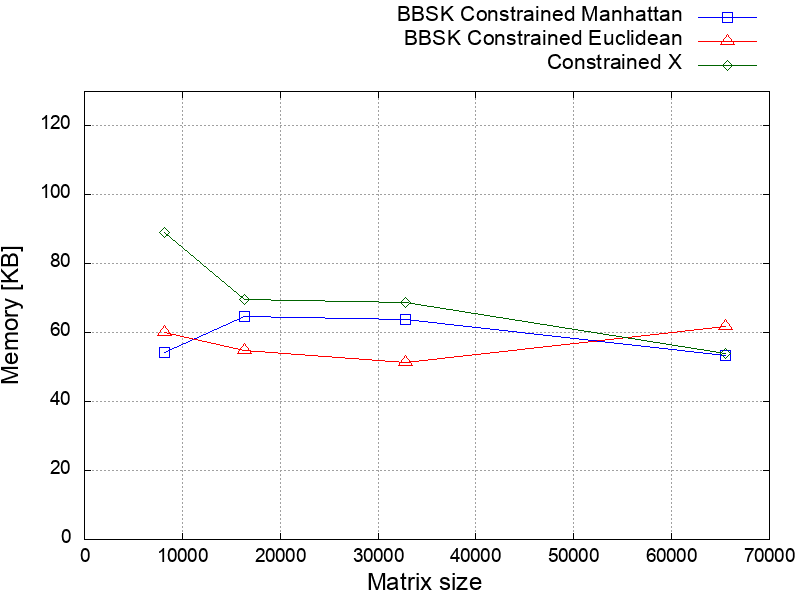 BBSK Constrained Manhattan
BBSK Constrained Euclidean
Constrained X
120
100
80
60
40
20
0
Memory [KB]
0 10000 20000 30000 40000 50000 60000 70000
Matrix size